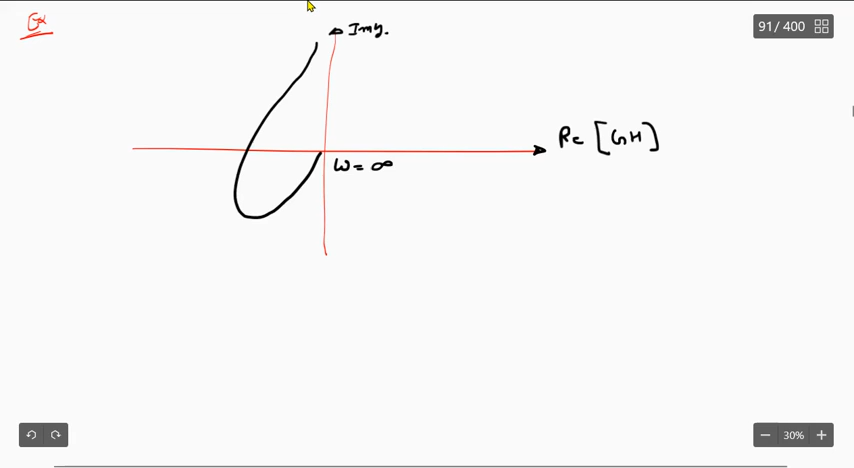 Ex
Img.
91/400
Re [GH]
ω = ∞
30%